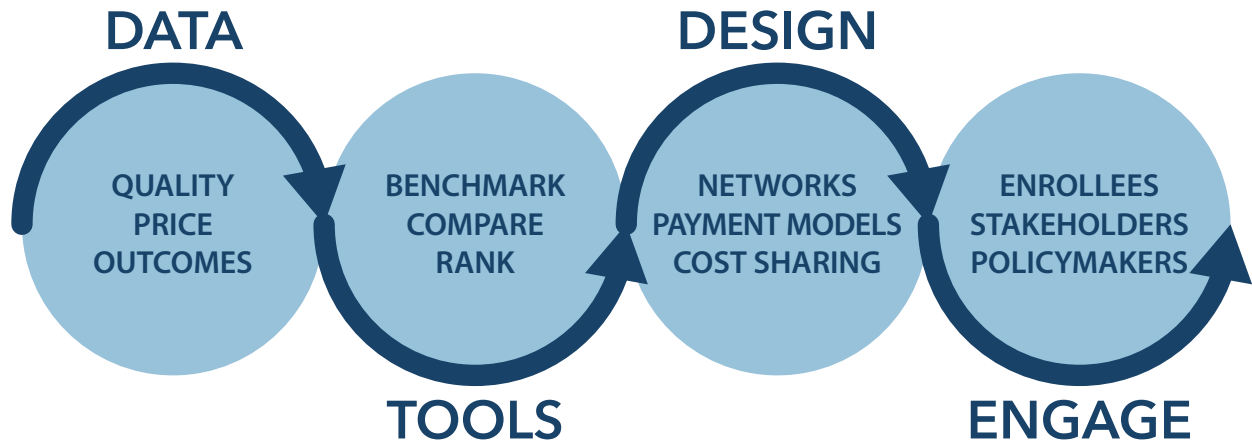 DATA
QUALITY
PRICE
OUTCOMES
BENCHMARK
COMPARE
RANK
TOOLS
DESIGN
NETWORKS
PAYMENT MODELS
COST SHARING
ENROLLEES
STAKEHOLDERS
POLICYMAKERS
ENGAGE